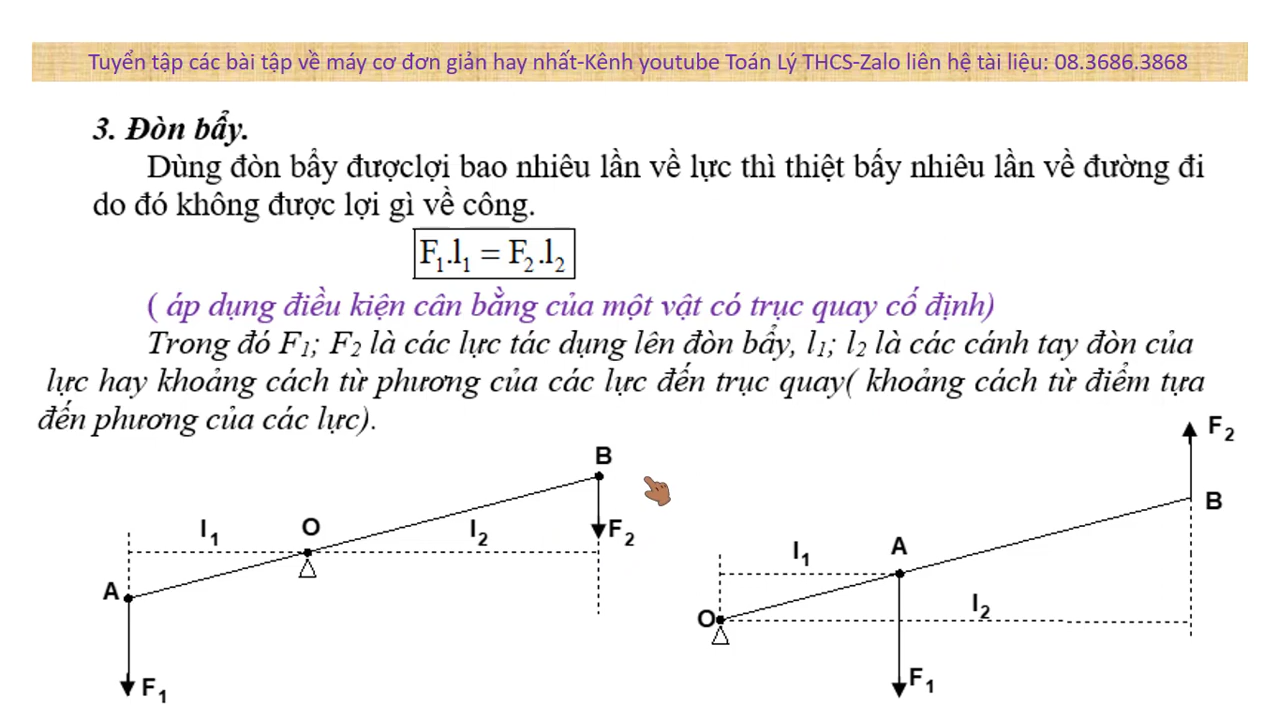 Tuyển tập các bài tập về máy cơ đơn giản hay nhất-Kênh youtube Toán Lý THCS-Zalo liên hệ tài liệu: 08.3686.3868
3. Đòn bẩy.
Dùng đòn bẩy đượclợi bao nhiêu lần về lực thì thiệt bấy nhiêu lần về đường đi
do đó không được lợi gì về công.
F₁.l₁ = F₂.l₂
( áp dụng điều kiện cân bằng của một vật có trục quay cố định)
Trong đó F₁; F₂ là các lực tác dụng lên đòn bẩy, l₁; l₂ là các cánh tay đòn của
lực hay khoảng cách từ phương của các lực đến trục quay( khoảng cách từ điểm tựa
đến phương của các lực).
B
l₁
O
l₂
F₂
A
F₁
F₂
B
l₁
A
O
l₂
F₁